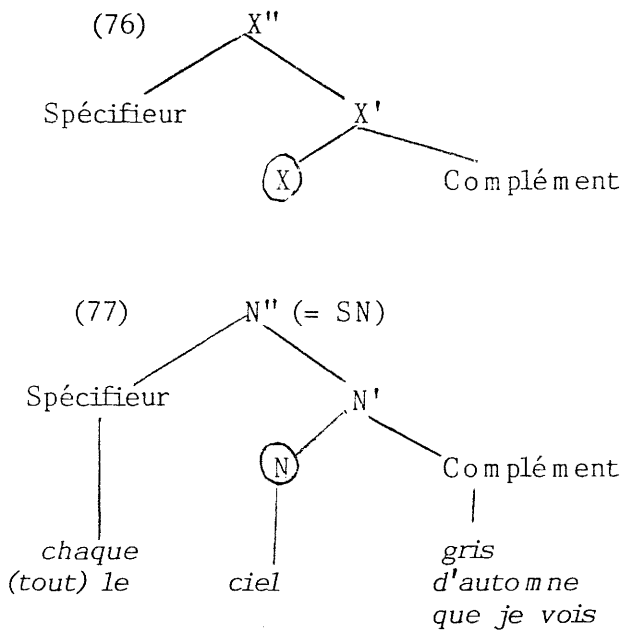 (76) X"
Spécifieur X'
X Complément
(77) N" (= SN)
Spécifieur N'
N Complément
chaque gris
(tout) le ciel d'automne
que je vois